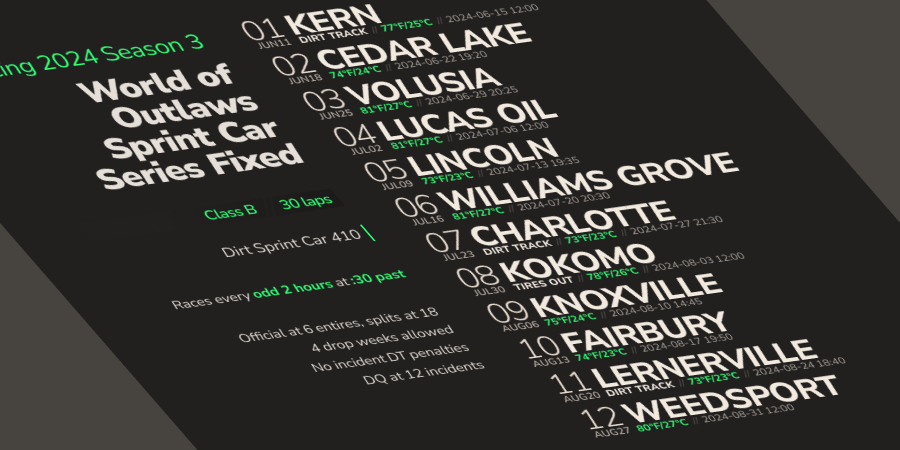 ing 2024 Season 3
World of
Outlaws
Sprint Car
Series Fixed
Class B 30 laps
Dirt Sprint Car 410
Races every odd 2 hours at :30 past
Official at 6 entires, splits at 18
4 drop weeks allowed
No incident DT penalties
DQ at 12 incidents
01 KERN
JUN11 DIRT TRACK // 77°F/25°C // 2024-06-15 12:00
02 CEDAR LAKE
JUN18 74°F/24°C // 2024-06-22 19:20
03 VOLUSIA
JUN25 81°F/27°C // 2024-06-29 20:25
04 LUCAS OIL
JUL02 81°F/27°C // 2024-07-06 12:00
05 LINCOLN
JUL09 73°F/23°C // 2024-07-13 19:35
06 WILLIAMS GROVE
JUL16 81°F/27°C // 2024-07-20 20:30
07 CHARLOTTE
JUL23 DIRT TRACK // 73°F/23°C // 2024-07-27 21:30
08 KOKOMO
JUL30 TIRES OUT // 78°F/26°C // 2024-08-03 12:00
09 KNOXVILLE
AUG06 75°F/24°C // 2024-08-10 14:45
10 FAIRBURY
AUG13 74°F/23°C // 2024-08-17 19:50
11 LERNERVILLE
AUG20 DIRT TRACK // 73°F/23°C // 2024-08-24 18:40
12 WEEDSPORT
AUG27 80°F/27°C // 2024-08-31 12:00